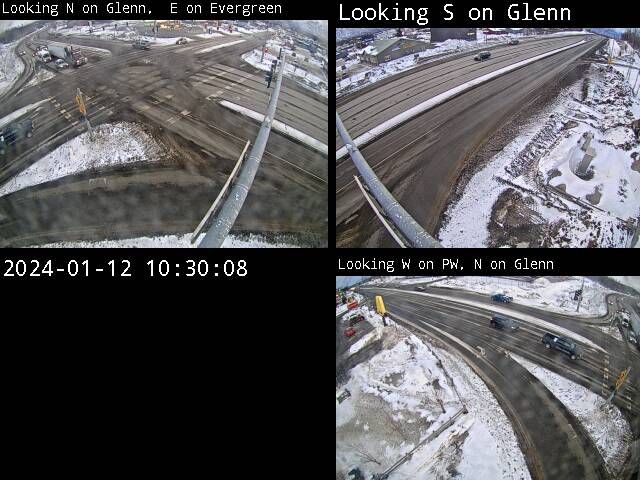 Looking N on Glenn,  E on Evergreen
Looking S on Glenn
2024-01-12 10:30:08
Looking W on PW, N on Glenn